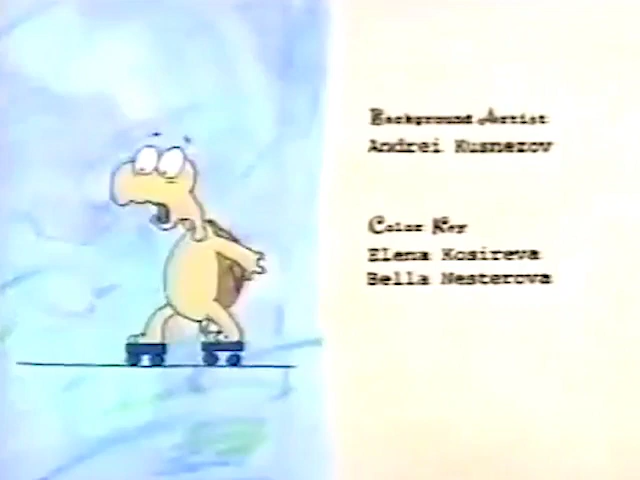 Background Artist
Andrei Kusnezov
Color Key
Elena Kosireva
Bella Nesterova